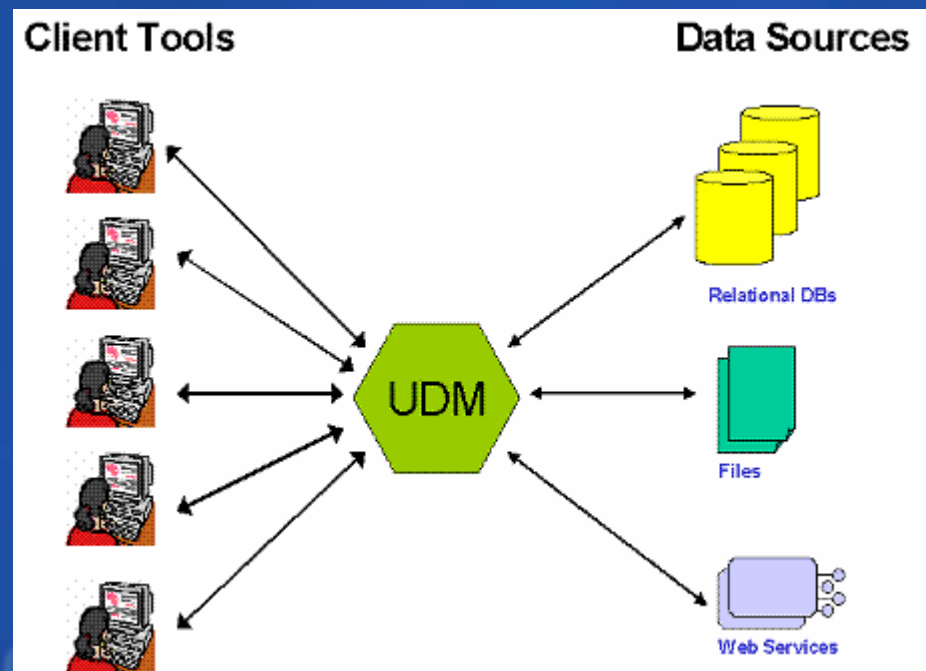 Client Tools
Data Sources
Relational DBs
UDM
Files
Web Services